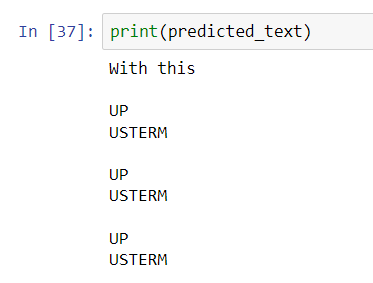 In [37]: print(predicted_text)
With this
UP
USTERM
UP
USTERM
UP
USTERM